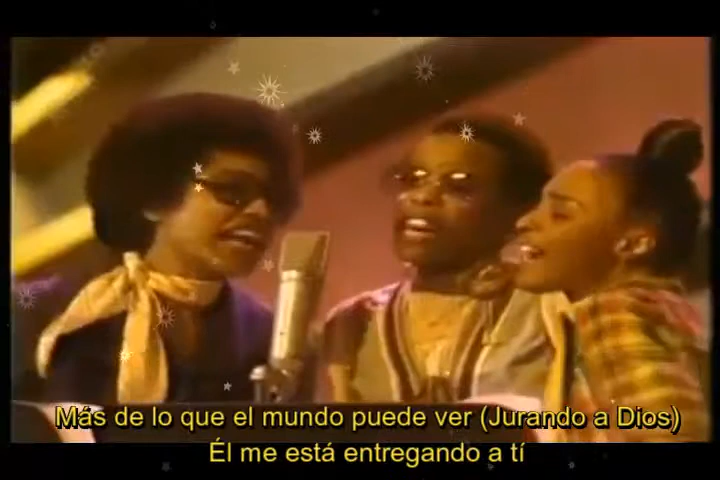 Más de lo que el mundo puede ver (Jurando a Dios)
Él me está entregando a tí